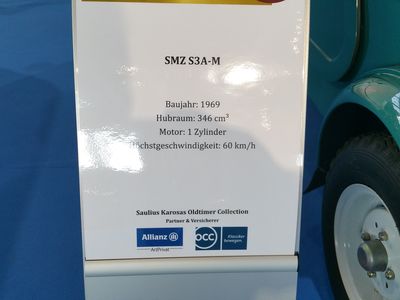 SMZ S3A-M
Baujahr: 1969
Hubraum: 346 cm³
Motor: 1 Zylinder
Höchstgeschwindigkeit: 60 km/h
Saulius Karosas Oldtimer Collection
Partner & Versicherer
Allianz
ArtPrivat
OCC
Klassiker
bewegen.